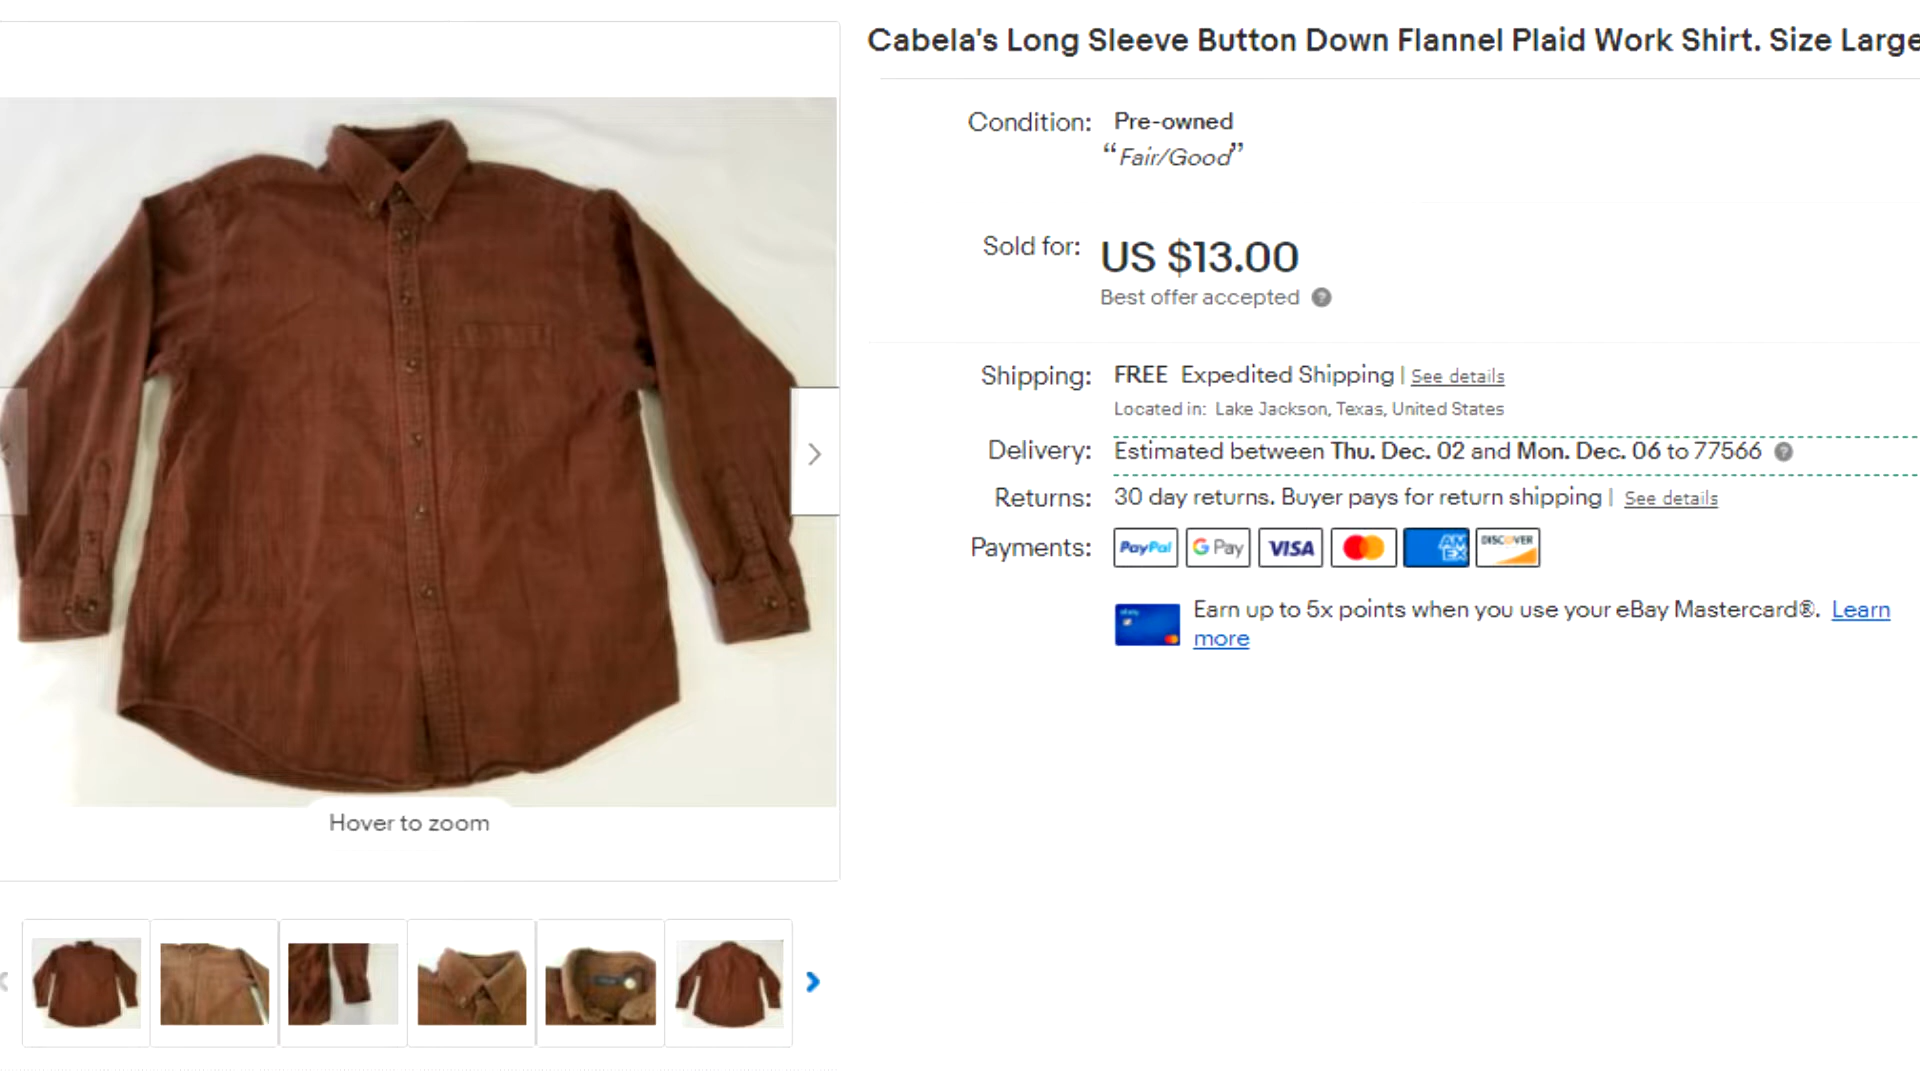 Cabela's Long Sleeve Button Down Flannel Plaid Work Shirt. Size Large
Condition: Pre-owned
“Fair/Good”
Sold for: US $13.00
Best offer accepted ?
Shipping: FREE Expedited Shipping | See details
Located in: Lake Jackson, Texas, United States
Delivery: Estimated between Thu. Dec. 02 and Mon. Dec. 06 to 77566 ?
Returns: 30 day returns. Buyer pays for return shipping | See details
Payments: PayPal G Pay VISA AMEX DISCOVER
Earn up to 5x points when you use your eBay Mastercard®. Learn
more
Hover to zoom